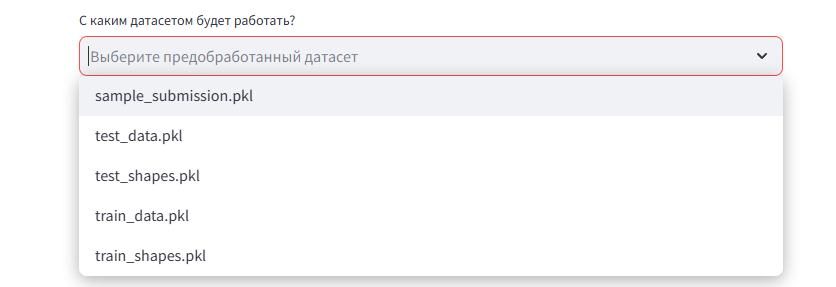 С каким датасетом будет работать?
Выберите предобработанный датасет
sample_submission.pkl
test_data.pkl
test_shapes.pkl
train_data.pkl
train_shapes.pkl